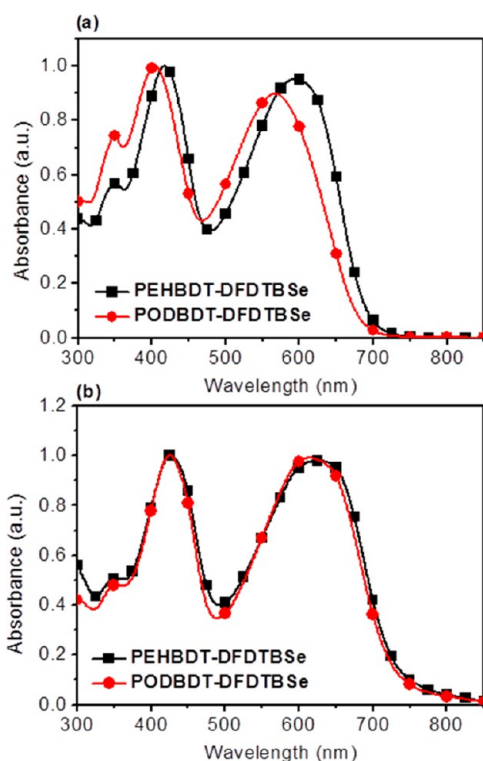 (a)
1.0
0.8
0.6
0.4
0.2
0.0
Absorbance (a.u.)
PEHBDT-DFDTBSe
PODBDT-DFDTBSe
300 400 500 600 700 800
Wavelength (nm)
(b)
1.2
1.0
0.8
0.6
0.4
0.2
0.0
Absorbance (a.u.)
PEHBDT-DFDTBSe
PODBDT-DFDTBSe
300 400 500 600 700 800
Wavelength (nm)